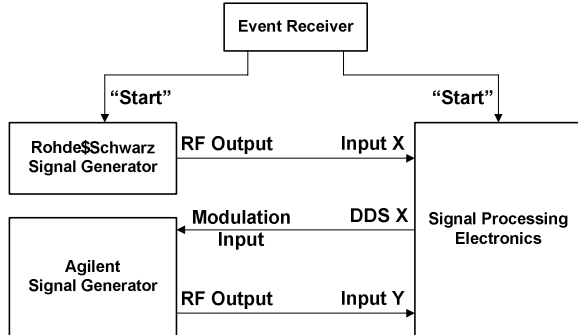 Event Receiver
“Start”
“Start”
Rohde$Schwarz
Signal Generator
RF Output
Input X
Modulation
Input
DDS X
Signal Processing
Electronics
Agilent
Signal Generator
RF Output
Input Y